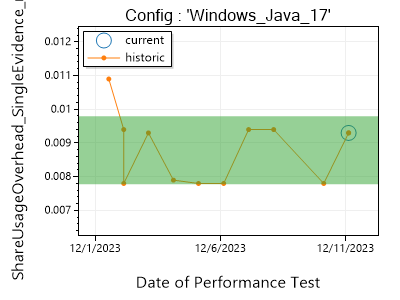 Config : 'Windows_Java_17'
current
historic
0.012
0.011
0.01
0.009
0.008
0.007
ShareUsageOverhead_SingleEvidence_
12/1/2023
12/6/2023
12/11/2023
Date of Performance Test